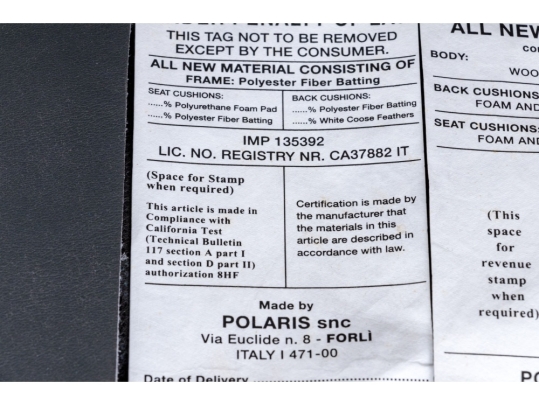 UNDER PENALTY OF LAW
THIS TAG NOT TO BE REMOVED
EXCEPT BY THE CONSUMER.
ALL NEW MATERIAL CONSISTING OF
FRAME: Polyester Fiber Batting
SEAT CUSHIONS:
......% Polyurethane Foam Pad
......% Polyester Fiber Batting
BACK CUSHIONS:
......% Polyester Fiber Batting
......% White Coose Feathers
IMP 135392
LIC. NO. REGISTRY NR. CA37882 IT
(Space for Stamp
when required)
This article is made in
Compliance with
California Test
(Technical Bulletin
117 section A part I
and section D part II)
authorization 8HF
Certification is made by
the manufacturer that
the materials in this
article are described in
accordance with law.
Made by
POLARIS snc
Via Euclide n. 8 - FORLÌ
ITALY I 471-00
Date of Delivery
ALL NEW
BODY:
WOO
BACK CUSHIONS
FOAM AND
SEAT CUSHIONS:
FOAM AND
(This
space
for
revenue
stamp
when
required)